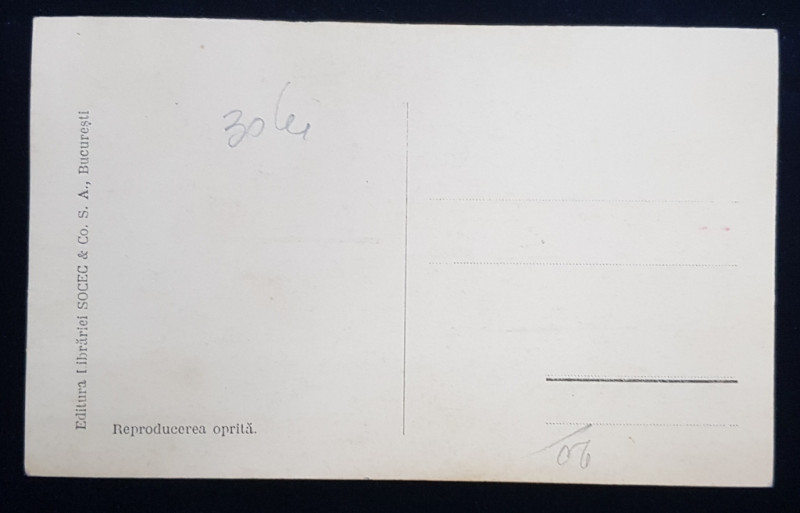 30 lei
Editura Librăriei SOCEC & Co. S. A., Bucureşti
Reproducerea oprită.
06